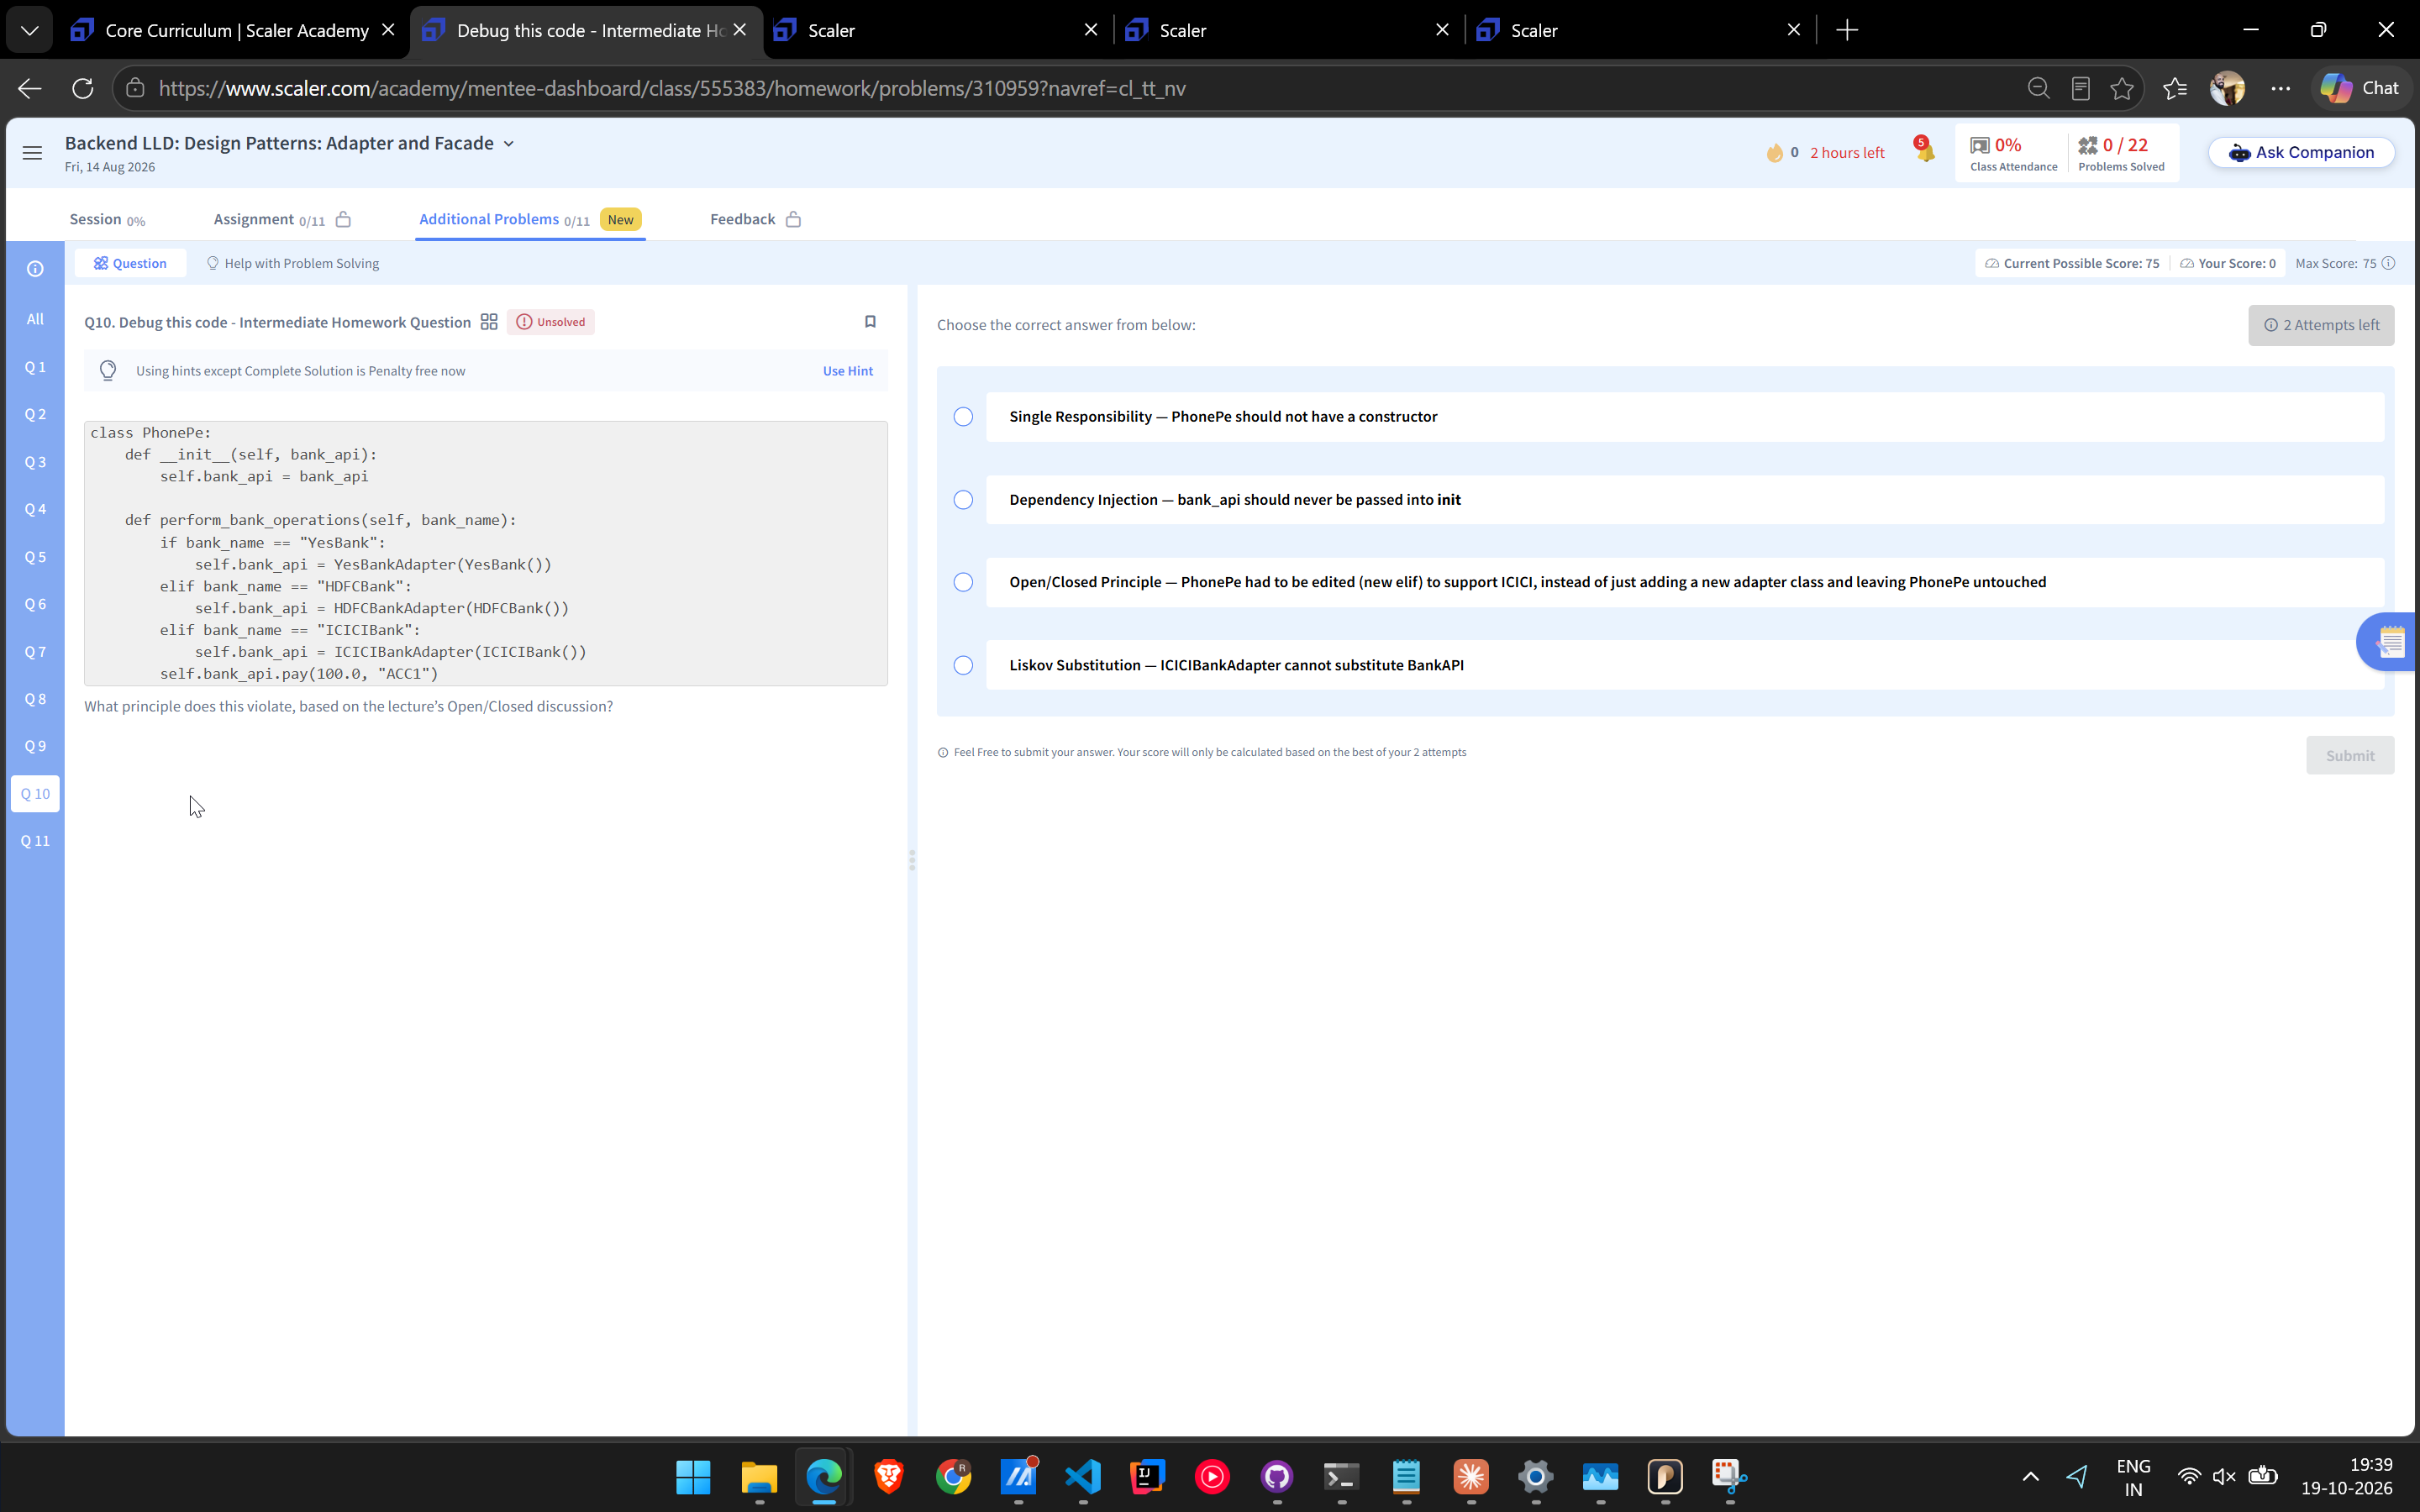 Core Curriculum | Scaler Academy
Debug this code - Intermediate Ho
Scaler
Scaler
Scaler
https://www.scaler.com/academy/mentee-dashboard/class/555383/homework/problems/310959?navref=cl_tt_nv
Chat
Backend LLD: Design Patterns: Adapter and Facade
Fri, 14 Aug 2026
0 2 hours left
5
0%
Class Attendance
0 / 22
Problems Solved
Ask Companion
Session 0%
Assignment 0/11
Additional Problems 0/11 New
Feedback
Question
Help with Problem Solving
Current Possible Score: 75
Your Score: 0
Max Score: 75
All
Q 1
Q 2
Q 3
Q 4
Q 5
Q 6
Q 7
Q 8
Q 9
Q 10
Q 11
Q10. Debug this code - Intermediate Homework Question
Unsolved
Using hints except Complete Solution is Penalty free now
Use Hint
class PhonePe:
    def __init__(self, bank_api):
        self.bank_api = bank_api
    def perform_bank_operations(self, bank_name):
        if bank_name == "YesBank":
            self.bank_api = YesBankAdapter(YesBank())
        elif bank_name == "HDFCBank":
            self.bank_api = HDFCBankAdapter(HDFCBank())
        elif bank_name == "ICICIBank":
            self.bank_api = ICICIBankAdapter(ICICIBank())
        self.bank_api.pay(100.0, "ACC1")
What principle does this violate, based on the lecture’s Open/Closed discussion?
Choose the correct answer from below:
2 Attempts left
Single Responsibility — PhonePe should not have a constructor
Dependency Injection — bank_api should never be passed into init
Open/Closed Principle — PhonePe had to be edited (new elif) to support ICICI, instead of just adding a new adapter class and leaving PhonePe untouched
Liskov Substitution — ICICIBankAdapter cannot substitute BankAPI
Feel Free to submit your answer. Your score will only be calculated based on the best of your 2 attempts
Submit
R
IJ
ENG
IN
19:39
19-10-2026